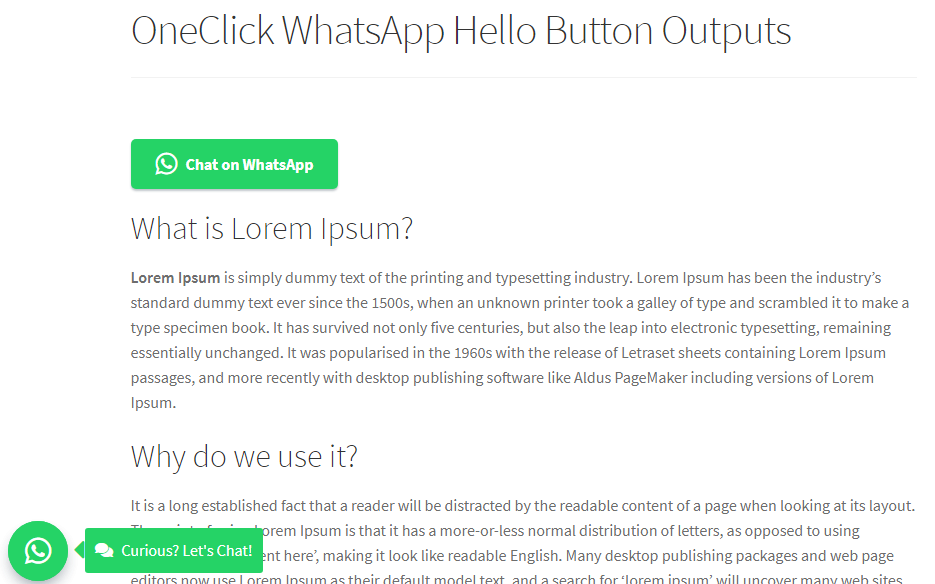 OneClick WhatsApp Hello Button Outputs
Chat on WhatsApp
What is Lorem Ipsum?
Lorem Ipsum is simply dummy text of the printing and typesetting industry. Lorem Ipsum has been the industry’s
standard dummy text ever since the 1500s, when an unknown printer took a galley of type and scrambled it to make a
type specimen book. It has survived not only five centuries, but also the leap into electronic typesetting, remaining
essentially unchanged. It was popularised in the 1960s with the release of Letraset sheets containing Lorem Ipsum
passages, and more recently with desktop publishing software like Aldus PageMaker including versions of Lorem
Ipsum.
Why do we use it?
It is a long established fact that a reader will be distracted by the readable content of a page when looking at its layout.
Ipsum is that it has a more-or-less normal distribution of letters, as opposed to using
here’, making it look like readable English. Many desktop publishing packages and web page
editors now use Lorem Ipsum as their default model text, and a search for ‘lorem ipsum’ will uncover many web sites
Curious? Let's Chat!